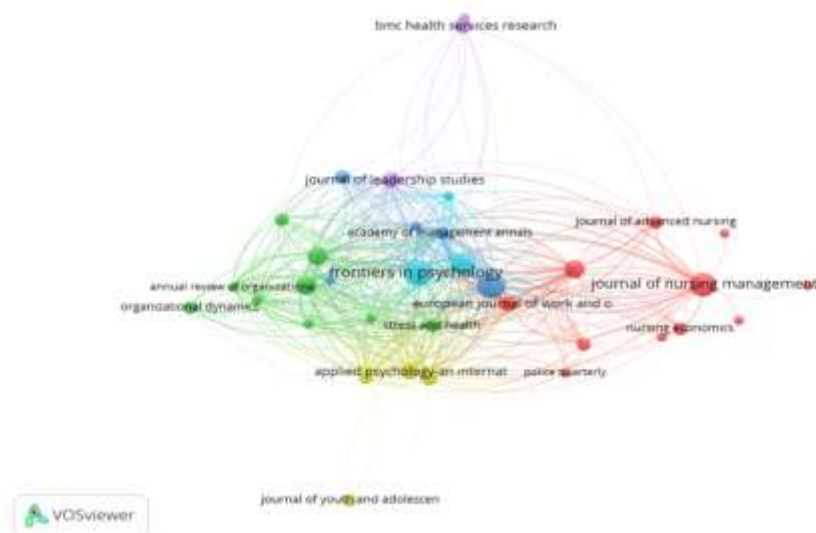 bmc health services research
journal of leadership studies
journal of advanced nursing
academy of management annals
frontiers in psychology
annual review of organizationa
journal of nursing management
organizational dynamics
european journal of work and o
stress and health
nursing economics
applied psychology-an internat
police quarterly
journal of youth and adolescen
VOSviewer